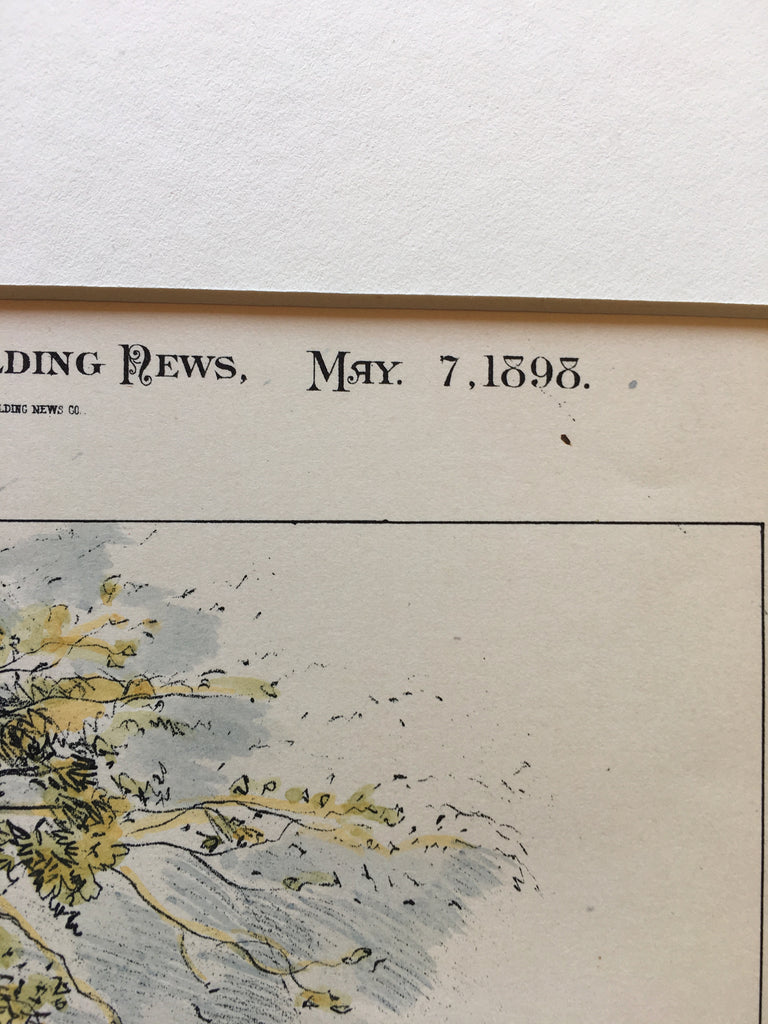 LDING NEWS, MAY. 7, 1898.
LDING NEWS CO.